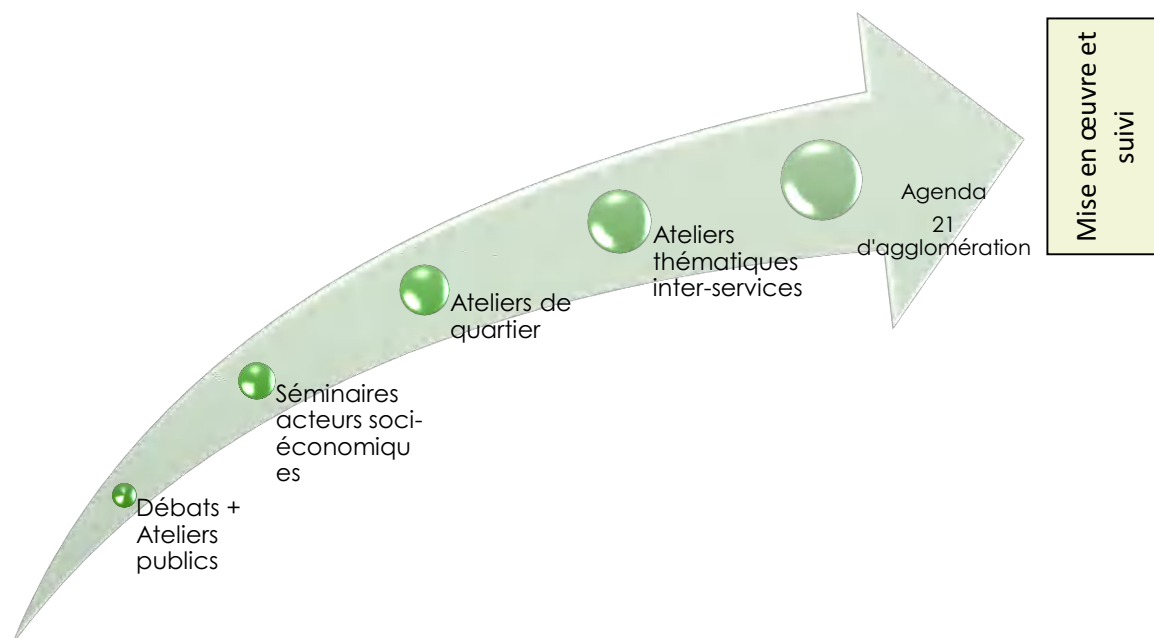 Débats +
Ateliers
publics
Séminaires
acteurs soci-
économiqu
es
Ateliers de
quartier
Ateliers
thématiques
inter-services
Agenda
21
d'agglomération
Mise en œuvre et
suivi